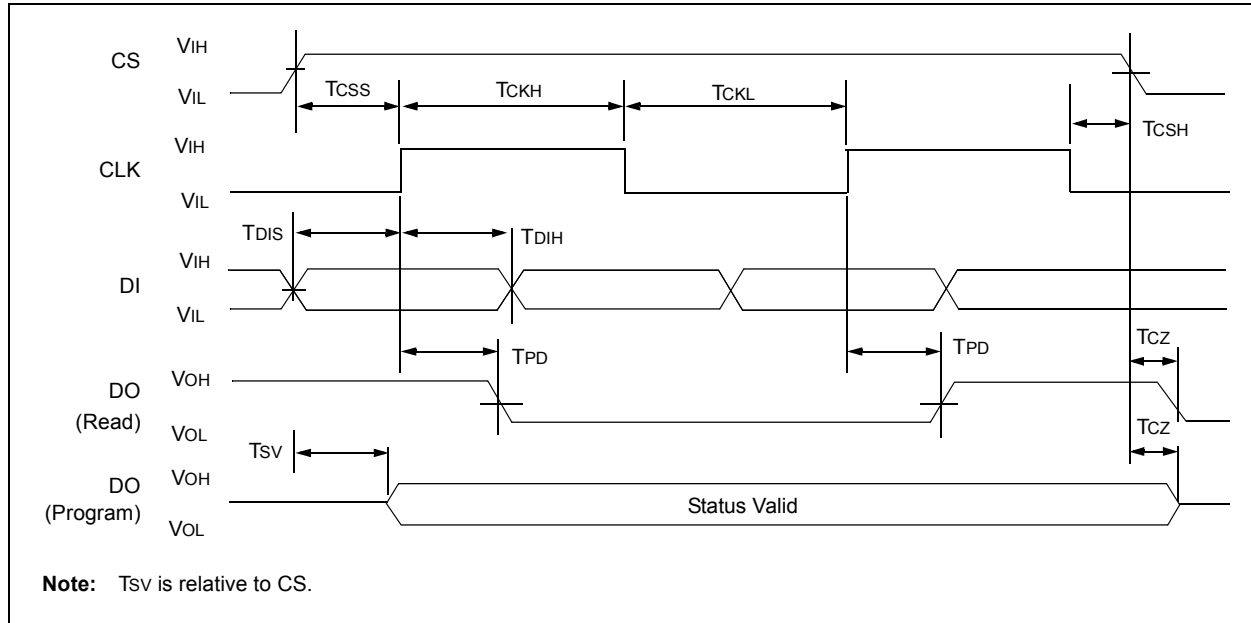 CS
VIH
VIL
TCSS
TCKH
TCKL
TCSH
CLK
VIH
VIL
TDIS
TDIH
DI
VIH
VIL
TPD
TPD
TCZ
DO
(Read)
VOH
VOL
TCZ
TSV
DO
(Program)
VOH
VOL
Status Valid
Note: TSV is relative to CS.